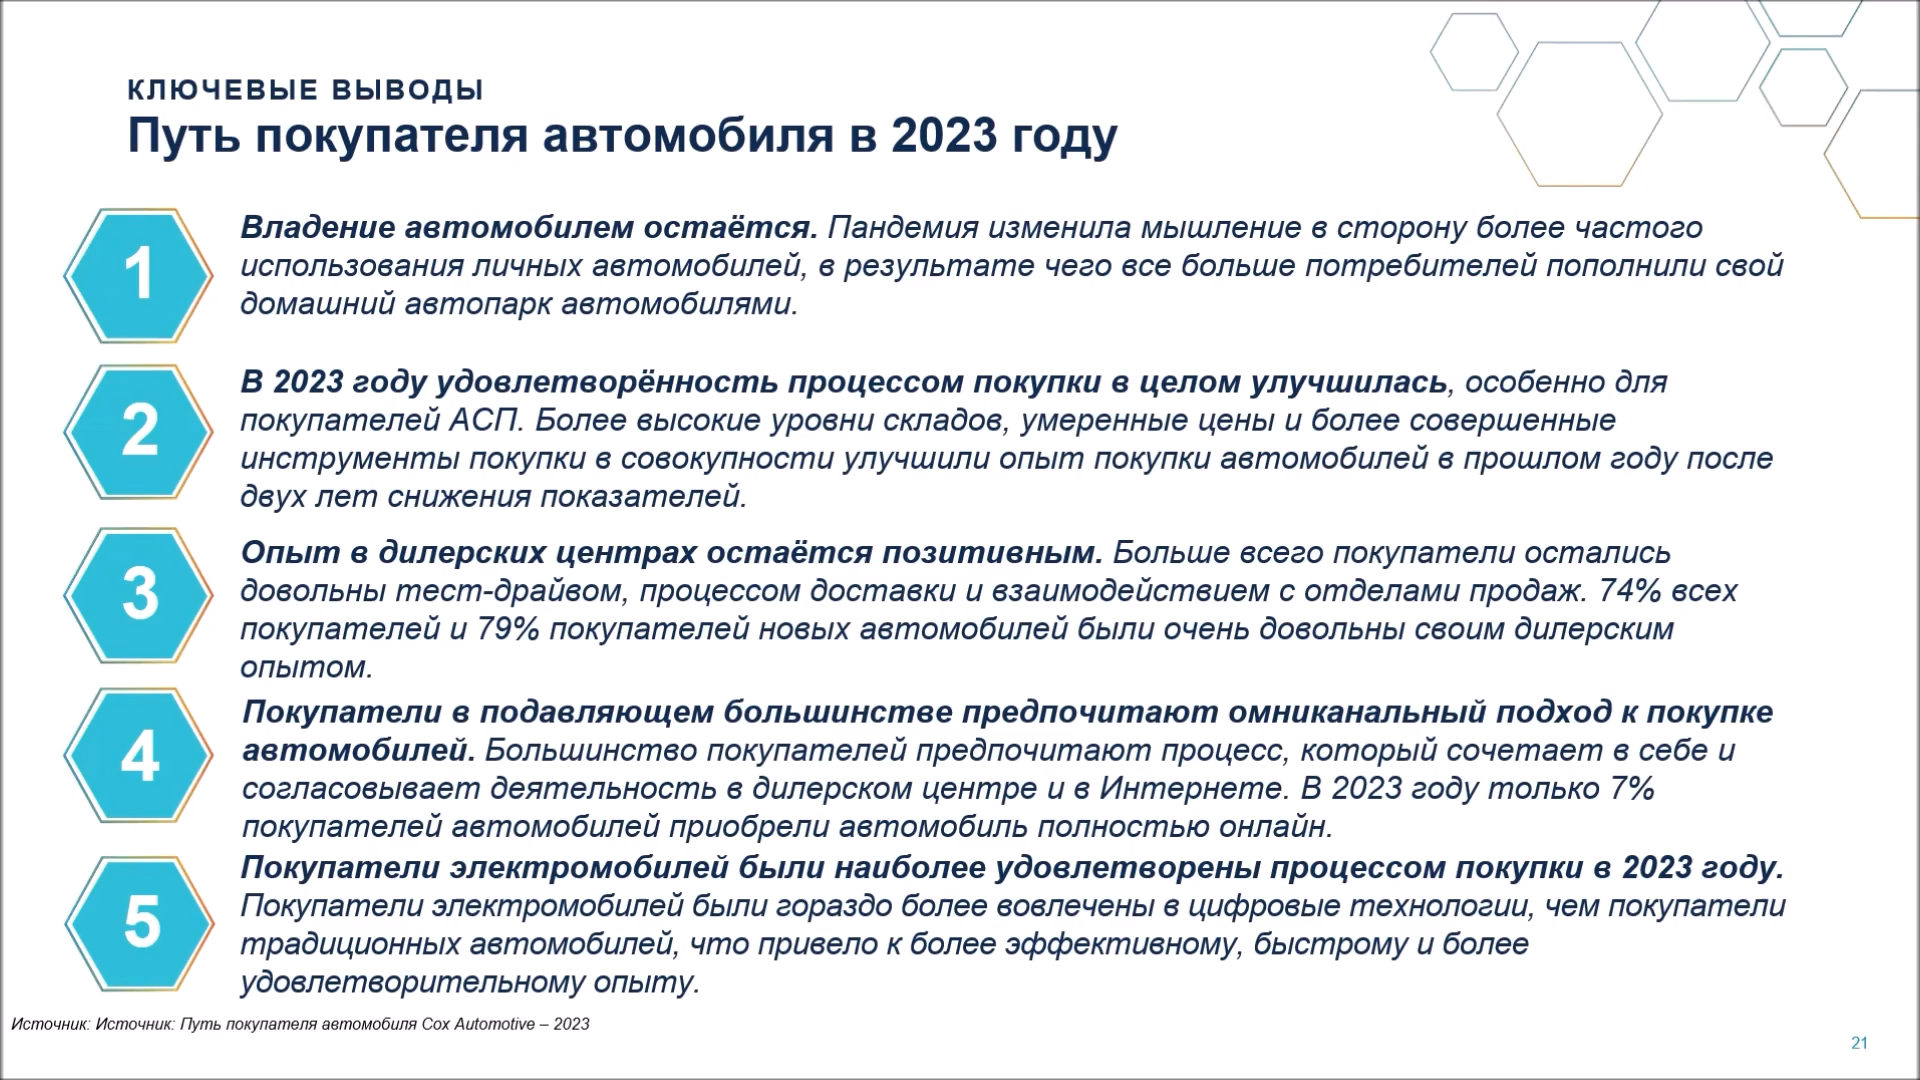 КЛЮЧЕВЫЕ ВЫВОДЫ
Путь покупателя автомобиля в 2023 году
1
Владение автомобилем остаётся. Пандемия изменила мышление в сторону более частого
использования личных автомобилей, в результате чего все больше потребителей пополнили свой
домашний автопарк автомобилями.
2
В 2023 году удовлетворённость процессом покупки в целом улучшилась, особенно для
покупателей АСП. Более высокие уровни складов, умеренные цены и более совершенные
инструменты покупки в совокупности улучшили опыт покупки автомобилей в прошлом году после
двух лет снижения показателей.
3
Опыт в дилерских центрах остаётся позитивным. Больше всего покупатели остались
довольны тест-драйвом, процессом доставки и взаимодействием с отделами продаж. 74% всех
покупателей и 79% покупателей новых автомобилей были очень довольны своим дилерским
опытом.
4
Покупатели в подавляющем большинстве предпочитают омниканальный подход к покупке
автомобилей. Большинство покупателей предпочитают процесс, который сочетает в себе и
согласовывает деятельность в дилерском центре и в Интернете. В 2023 году только 7%
покупателей автомобилей приобрели автомобиль полностью онлайн.
5
Покупатели электромобилей были наиболее удовлетворены процессом покупки в 2023 году.
Покупатели электромобилей были гораздо более вовлечены в цифровые технологии, чем покупатели
традиционных автомобилей, что привело к более эффективному, быстрому и более
удовлетворительному опыту.
Источник: Источник: Путь покупателя автомобиля Cox Automotive – 2023
21